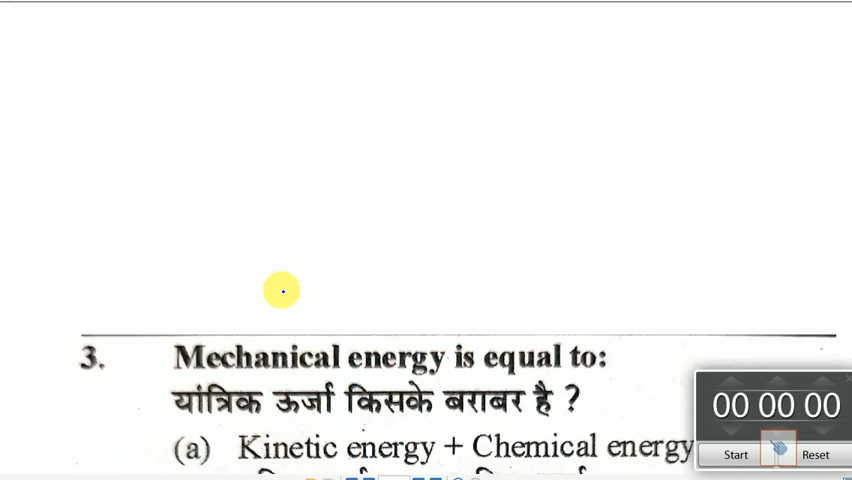 3. Mechanical energy is equal to:
यांत्रिक ऊर्जा किसके बराबर है ?
(a) Kinetic energy + Chemical energy
00 00 00
Start Reset